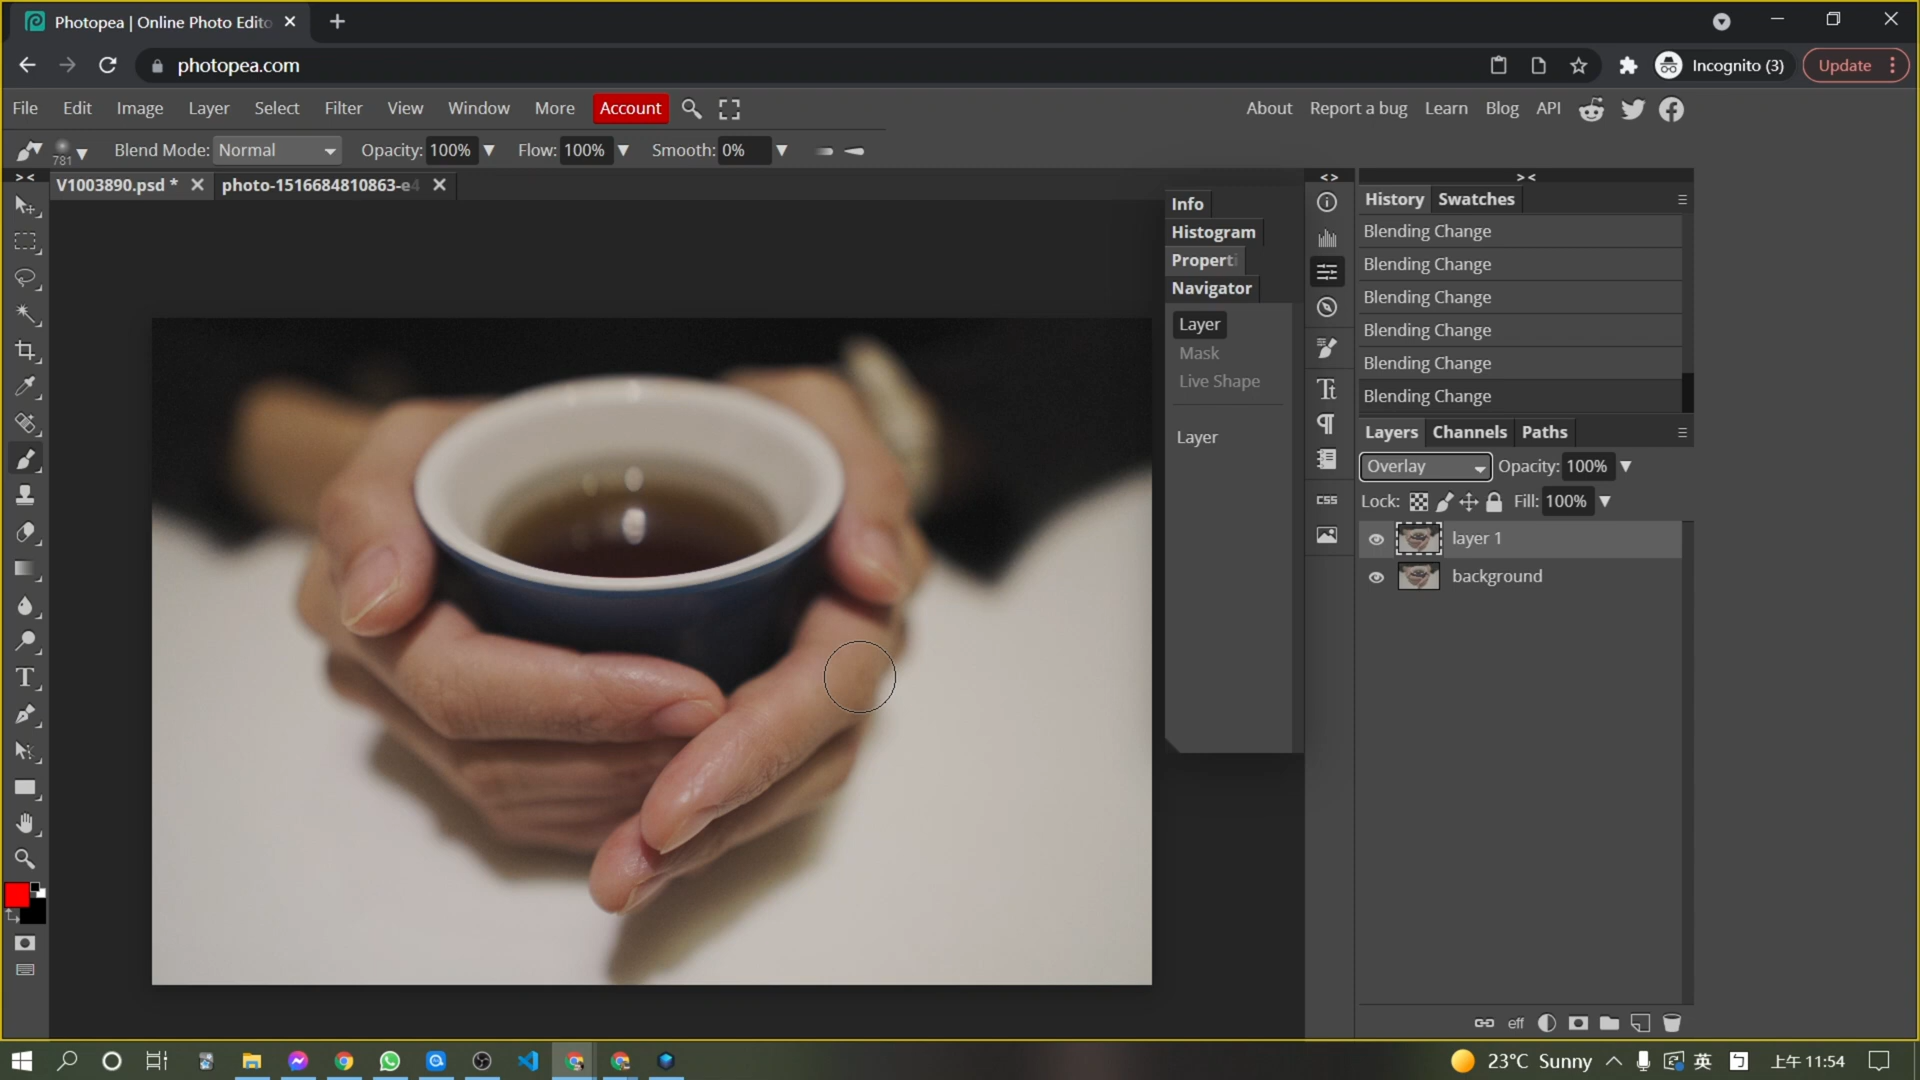 Photopea | Online Photo Edito
photopea.com
Incognito (3)
Update
File Edit Image Layer Select Filter View Window More Account
About Report a bug Learn Blog API
781 Blend Mode: Normal Opacity: 100% Flow: 100% Smooth: 0%
> < V1003890.psd * photo-1516684810863-e4
< > > <
Info
Histogram
Properti
Navigator
Layer
Mask
Live Shape
Layer
CSS
History Swatches
Blending Change
Blending Change
Blending Change
Blending Change
Blending Change
Blending Change
Layers Channels Paths
Overlay Opacity: 100%
Lock: Fill: 100%
layer 1
background
eff
23°C Sunny 英 上午 11:54